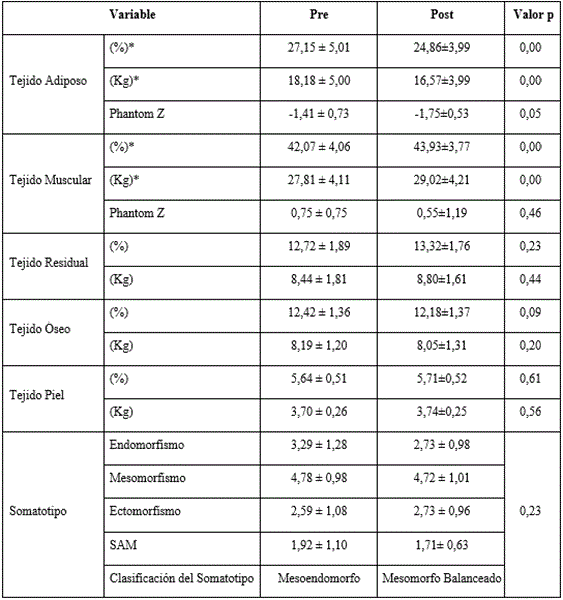 Variable Pre Post Valor p
Tejido Adiposo
(%)* 27,15 ± 5,01 24,86±3,99 0,00
(Kg)* 18,18 ± 5,00 16,57±3,99 0,00
Phantom Z -1,41 ± 0,73 -1,75±0,53 0,05
Tejido Muscular
(%)* 42,07 ± 4,06 43,93±3,77 0,00
(Kg)* 27,81 ± 4,11 29,02±4,21 0,00
Phantom Z 0,75 ± 0,75 0,55±1,19 0,46
Tejido Residual
(%) 12,72 ± 1,89 13,32±1,76 0,23
(Kg) 8,44 ± 1,81 8,80±1,61 0,44
Tejido Óseo
(%) 12,42 ± 1,36 12,18±1,37 0,09
(Kg) 8,19 ± 1,20 8,05±1,31 0,20
Tejido Piel
(%) 5,64 ± 0,51 5,71±0,52 0,61
(Kg) 3,70 ± 0,26 3,74±0,25 0,56
Somatotipo
Endomorfismo 3,29 ± 1,28 2,73 ± 0,98
Mesomorfismo 4,78 ± 0,98 4,72 ± 1,01
Ectomorfismo 2,59 ± 1,08 2,73 ± 0,96
0,23
SAM 1,92 ± 1,10 1,71± 0,63
Clasificación del Somatotipo Mesoendomorfo Mesomorfo Balanceado